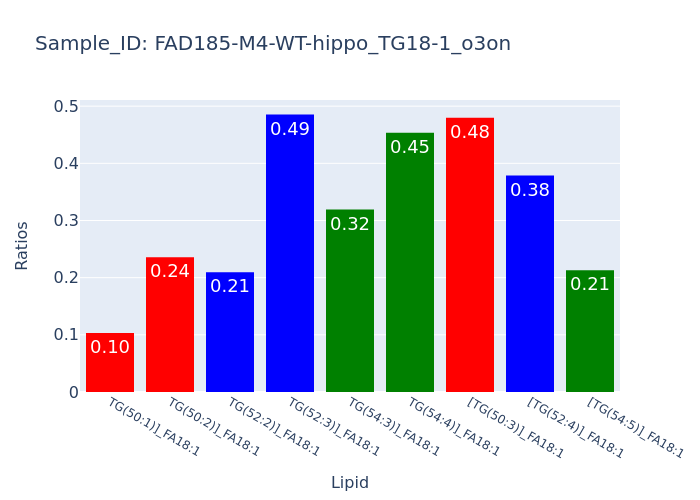 Sample_ID: FAD185-M4-WT-hippo_TG18-1_o3on
Ratios
0.5
0.4
0.3
0.2
0.1
0
0.10
0.24
0.21
0.49
0.32
0.45
0.48
0.38
0.21
TG(50:1)]_FA18:1
TG(50:2)]_FA18:1
TG(52:2)]_FA18:1
TG(52:3)]_FA18:1
TG(54:3)]_FA18:1
TG(54:4)]_FA18:1
[TG(50:3)]_FA18:1
[TG(52:4)]_FA18:1
[TG(54:5)]_FA18:1
Lipid